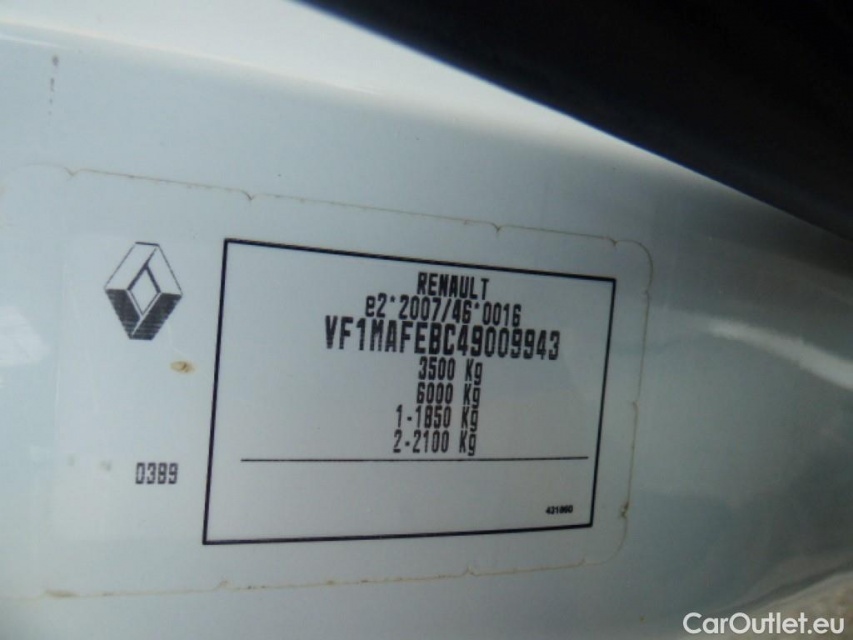 RENAULT
e2*2007/46*0016
VF1MAFEBC49009943
3500 Kg
6000 Kg
1-1850 Kg
2-2100 Kg
0389
431960
CarOutlet.eu